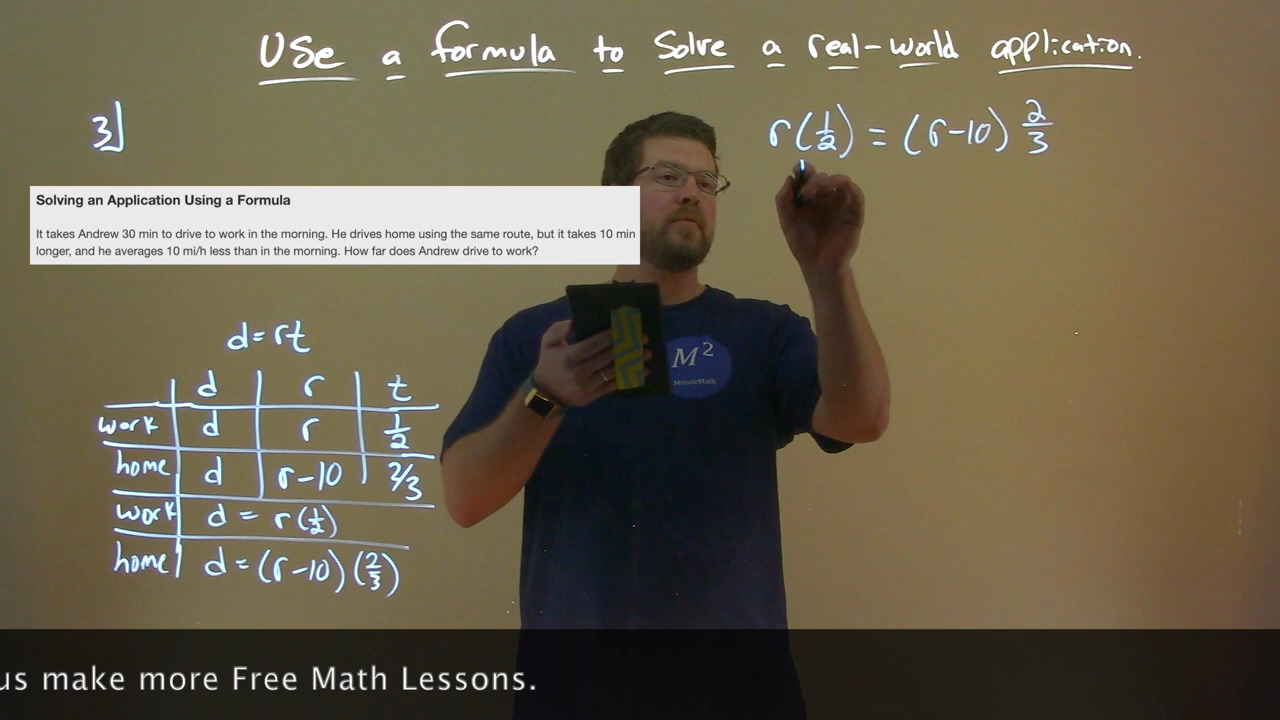 Use a formula to Solve a real-world application.
3]
r(1/2) = (r-10) 2/3
Solving an Application Using a Formula
It takes Andrew 30 min to drive to work in the morning. He drives home using the same route, but it takes 10 min
longer, and he averages 10 mi/h less than in the morning. How far does Andrew drive to work?
M²
MinuteMath
d=rt
d r t
work d r 1/2
home d r-10 2/3
work d = r(1/2)
home d = (r-10)(2/3)
us make more Free Math Lessons.